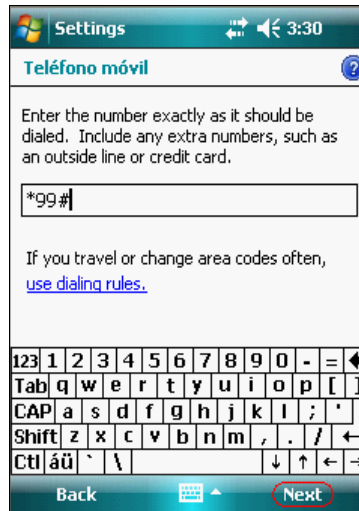 Settings 3:30
Teléfono móvil ?
Enter the number exactly as it should be
dialed. Include any extra numbers, such as
an outside line or credit card.
*99#
If you travel or change area codes often,
use dialing rules.
123 1 2 3 4 5 6 7 8 9 0 - =
Tab q w e r t y u i o p [ ]
CAP a s d f g h j k l ; '
Shift z x c v b n m , . / ←
Ctl áü ` \ ↓ ↑ ← →
Back Next